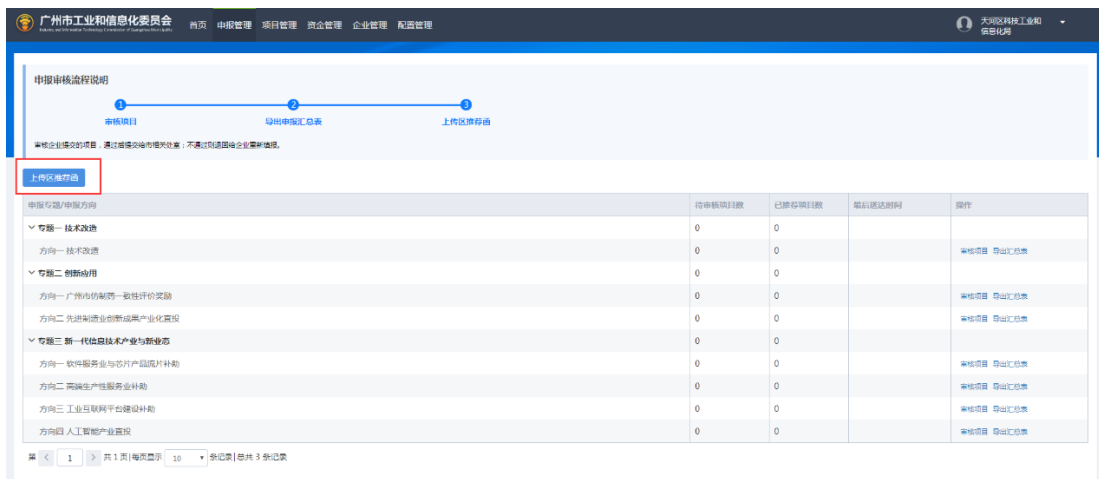 广州市工业和信息化委员会 首页 申报管理 项目管理 资金管理 企业管理 配置管理 天河区科技工业和
信息化局
申报审核流程说明
1 2 3
审核项目 导出申报汇总表 上传区推荐函
审核企业提交的项目，通过后提交给市相关处室；不通过则退回给企业重新填报。
上传区推荐函
申报专题/申报方向 待审核项目数 已推荐项目数 最后送达时间 操作
专题一 技术改造 0 0
方向一 技术改造 0 0 审核项目 导出汇总表
专题二 创新应用 0 0
方向一 广州市仿制药一致性评价奖励 0 0 审核项目 导出汇总表
方向二 先进制造业创新成果产业化直投 0 0 审核项目 导出汇总表
专题三 新一代信息技术产业与新业态 0 0
方向一 软件服务业与芯片产品流片补助 0 0 审核项目 导出汇总表
方向二 高端生产性服务业补助 0 0 审核项目 导出汇总表
方向三 工业互联网平台建设补助 0 0 审核项目 导出汇总表
方向四 人工智能产业直投 0 0 审核项目 导出汇总表
第 < 1 > 共 1 页|每页显示 10 条记录|总共 3 条记录